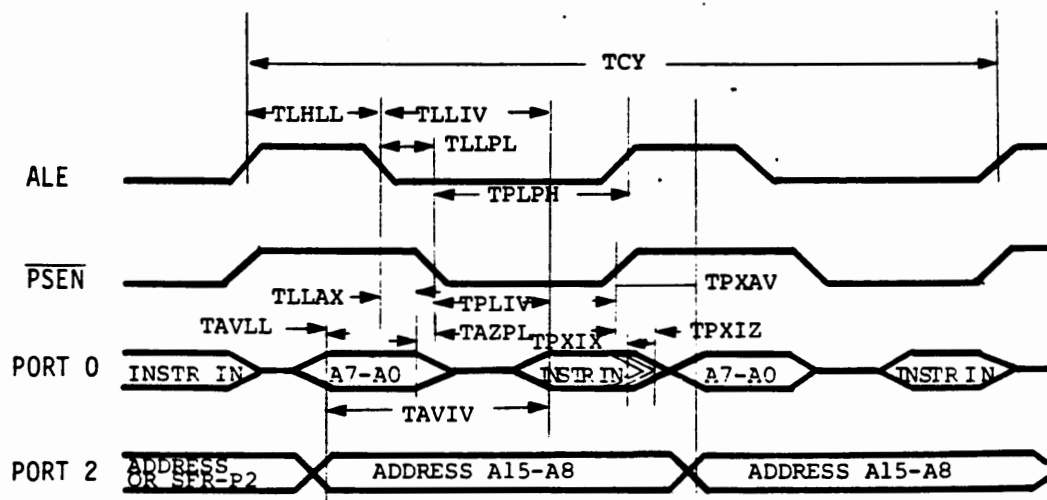 TCY
TLHLL TLLIV
TLLPL
ALE
TPLPH
PSEN
TLLAX TPLIV TPXAV
TAVLL TAZPL TPXIX TPXIZ
PORT 0 INSTR IN A7-A0 INSTR IN A7-A0 INSTR IN
TAVIV
PORT 2 ADDRESS OR SFR-P2 ADDRESS A15-A8 ADDRESS A15-A8